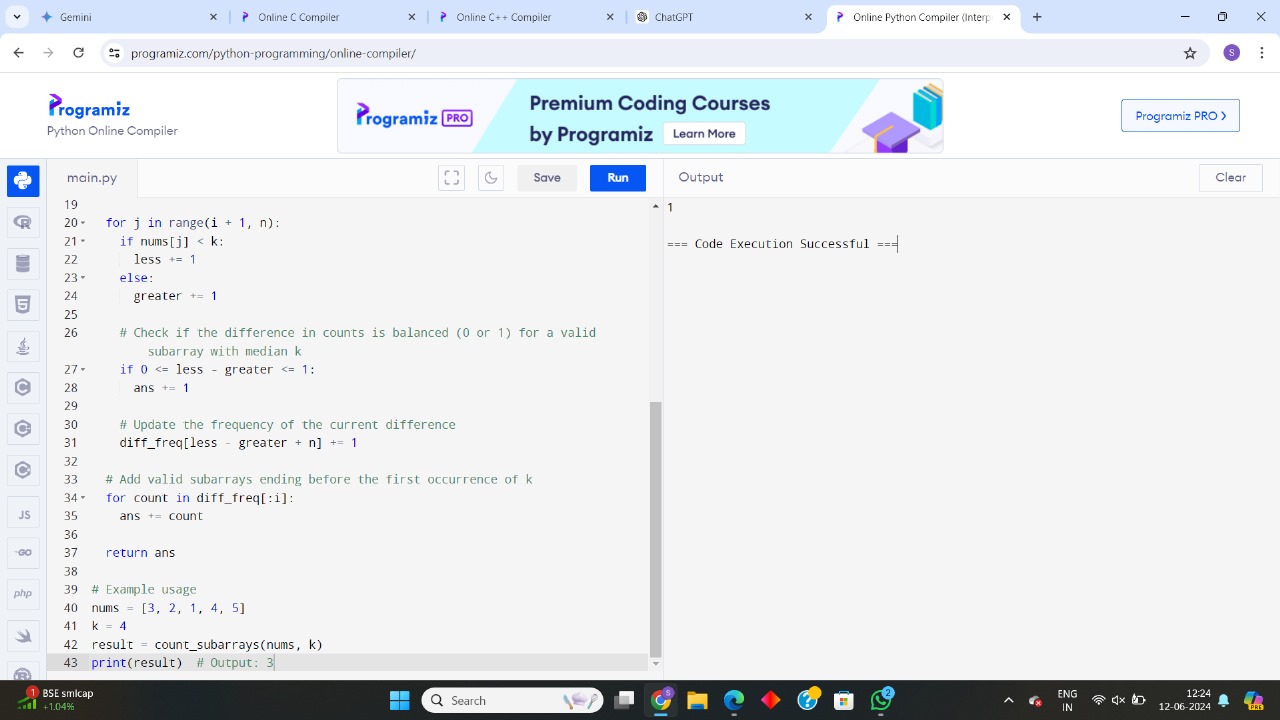 Gemini
Online C Compiler
Online C++ Compiler
ChatGPT
Online Python Compiler (Interp
programiz.com/python-programming/online-compiler/
S
Programiz
Python Online Compiler
Programiz PRO
Premium Coding Courses
by Programiz Learn More
Programiz PRO
main.py
Save
Run
Output
Clear
19
20 for j in range(i + 1, n):
21 if nums[j] < k:
22 less += 1
23 else:
24 greater += 1
25
26 # Check if the difference in counts is balanced (0 or 1) for a valid
subarray with median k
27 if 0 <= less - greater <= 1:
28 ans += 1
29
30 # Update the frequency of the current difference
31 diff_freq[less - greater + n] += 1
32
33 # Add valid subarrays ending before the first occurrence of k
34 for count in diff_freq[:i]:
35 ans += count
36
37 return ans
38
39 # Example usage
40 nums = [3, 2, 1, 4, 5]
41 k = 4
42 result = count_subarrays(nums, k)
43 print(result) # Output: 3
1
=== Code Execution Successful ===
JS
GO
php
1
BSE smlcap
+1.04%
Search
S
2
ENG
IN
12:24
12-06-2024
PRE